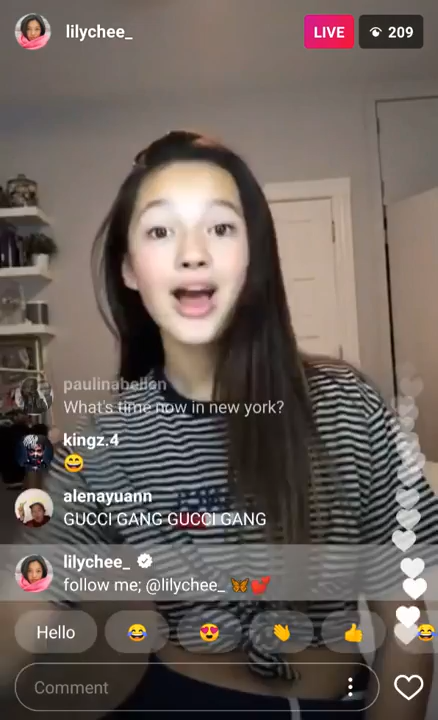 lilychee_
LIVE
209
paulinabellon
What's time now in new york?
kingz.4
😄
alenayuann
GUCCI GANG GUCCI GANG
lilychee_
follow me; @lilychee_ 🦋💕
Hello
😂
😍
👏
👍
😂
Comment